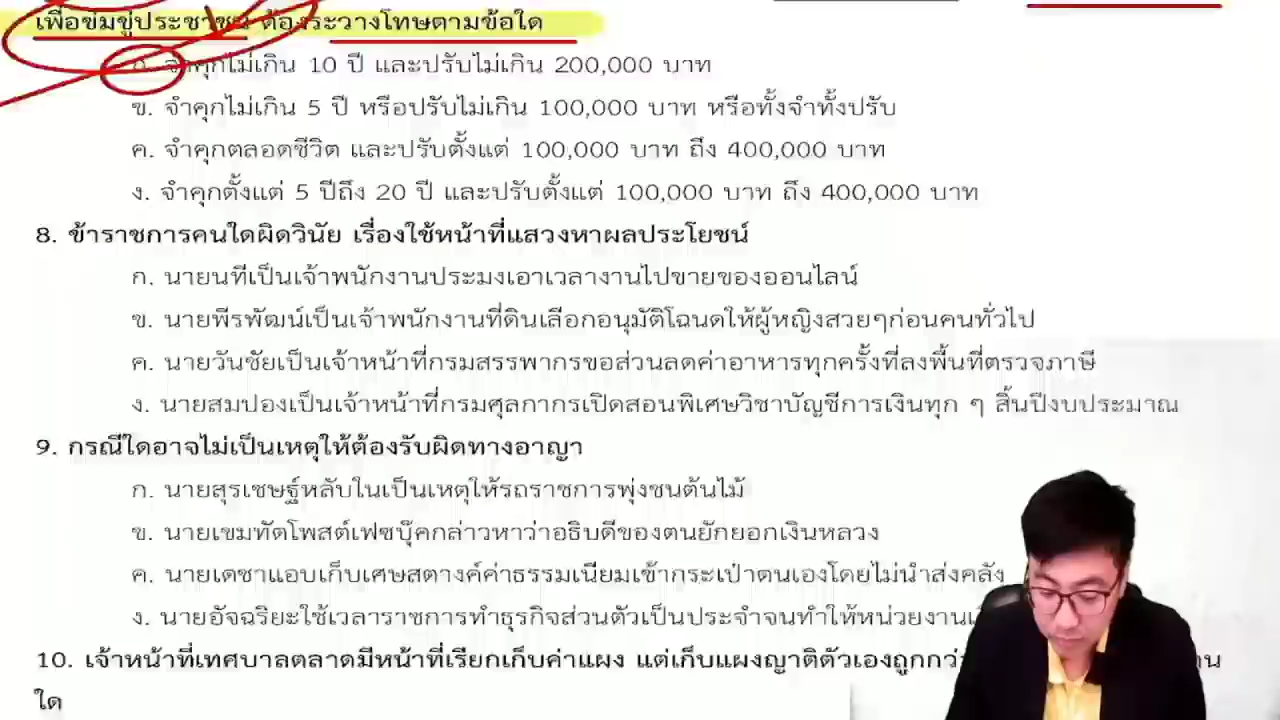 เพื่อข่มขู่ประชาชน ต้องระวางโทษตามข้อใด
ก. จำคุกไม่เกิน 10 ปี และปรับไม่เกิน 200,000 บาท
ข. จำคุกไม่เกิน 5 ปี หรือปรับไม่เกิน 100,000 บาท หรือทั้งจำทั้งปรับ
ค. จำคุกตลอดชีวิต และปรับตั้งแต่ 100,000 บาท ถึง 400,000 บาท
ง. จำคุกตั้งแต่ 5 ปีถึง 20 ปี และปรับตั้งแต่ 100,000 บาท ถึง 400,000 บาท
8. ข้าราชการคนใดผิดวินัย เรื่องใช้หน้าที่แสวงหาผลประโยชน์
ก. นายนทีเป็นเจ้าพนักงานประมงเอาเวลางานไปขายของออนไลน์
ข. นายพีรพัฒน์เป็นเจ้าพนักงานที่ดินเลือกอนุมัติโฉนดให้ผู้หญิงสวยๆก่อนคนทั่วไป
ค. นายวันชัยเป็นเจ้าหน้าที่กรมสรรพากรขอส่วนลดค่าอาหารทุกครั้งที่ลงพื้นที่ตรวจภาษี
ง. นายสมปองเป็นเจ้าหน้าที่กรมศุลกากรเปิดสอนพิเศษวิชาบัญชีการเงินทุก ๆ สิ้นปีงบประมาณ
9. กรณีใดอาจไม่เป็นเหตุให้ต้องรับผิดทางอาญา
ก. นายสุรเชษฐ์หลับในเป็นเหตุให้รถราชการพุ่งชนต้นไม้
ข. นายเขมทัตโพสต์เฟซบุ๊คกล่าวหาว่าอธิบดีของตนยักยอกเงินหลวง
ค. นายเดชาแอบเก็บเศษสตางค์ค่าธรรมเนียมเข้ากระเป๋าตนเองโดยไม่นำส่งคลัง
ง. นายอัจฉริยะใช้เวลาราชการทำธุรกิจส่วนตัวเป็นประจำจนทำให้หน่วยงาน
10. เจ้าหน้าที่เทศบาลตลาดมีหน้าที่เรียกเก็บค่าแผง แต่เก็บแผงญาติตัวเองถูกกว่
ใด